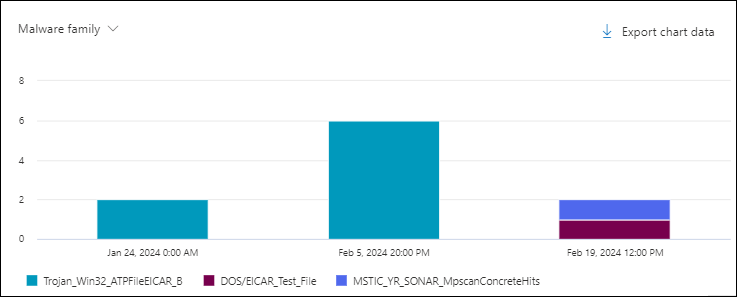 Malware family
Export chart data
8
6
4
2
0
Jan 24, 2024 0:00 AM
Feb 5, 2024 20:00 PM
Feb 19, 2024 12:00 PM
Trojan_Win32_ATPFileEICAR_B
DOS/EICAR_Test_File
MSTIC_YR_SONAR_MpscanConcreteHits